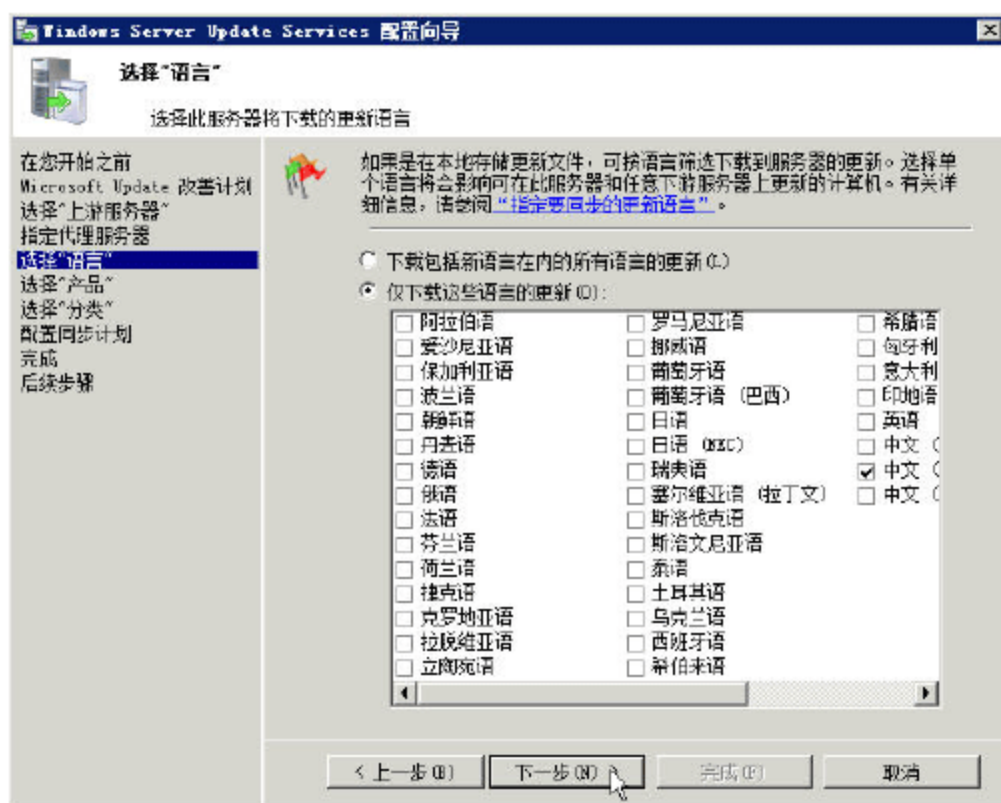 Windows Server Update Services 配置向导
选择“语言”
选择此服务器将下载的更新语言
在您开始之前
Microsoft Update 改善计划
选择“上游服务器”
指定代理服务器
选择“语言”
选择“产品”
选择“分类”
配置同步计划
完成
后续步骤
如果是在本地存储更新文件，可按语言筛选下载到服务器的更新。选择单
个语言将会影响可在此服务器和任意下游服务器上更新的计算机。有关详
细信息，请参阅“指定要同步的更新语言”。
下载包括新语言在内的所有语言的更新(L)
仅下载这些语言的更新(O):
阿拉伯语
爱沙尼亚语
保加利亚语
波兰语
朝鲜语
丹麦语
德语
俄语
法语
芬兰语
荷兰语
捷克语
克罗地亚语
拉脱维亚语
立陶宛语
罗马尼亚语
挪威语
葡萄牙语
葡萄牙语 (巴西)
日语
日语 (NEC)
瑞典语
塞尔维亚语 (拉丁文)
斯洛伐克语
斯洛文尼亚语
泰语
土耳其语
乌克兰语
西班牙语
希伯来语
希腊语
匈牙利
意大利
印地语
英语
中文 (
中文 (
中文 (
< 上一步(B)
下一步(N) >
完成(F)
取消